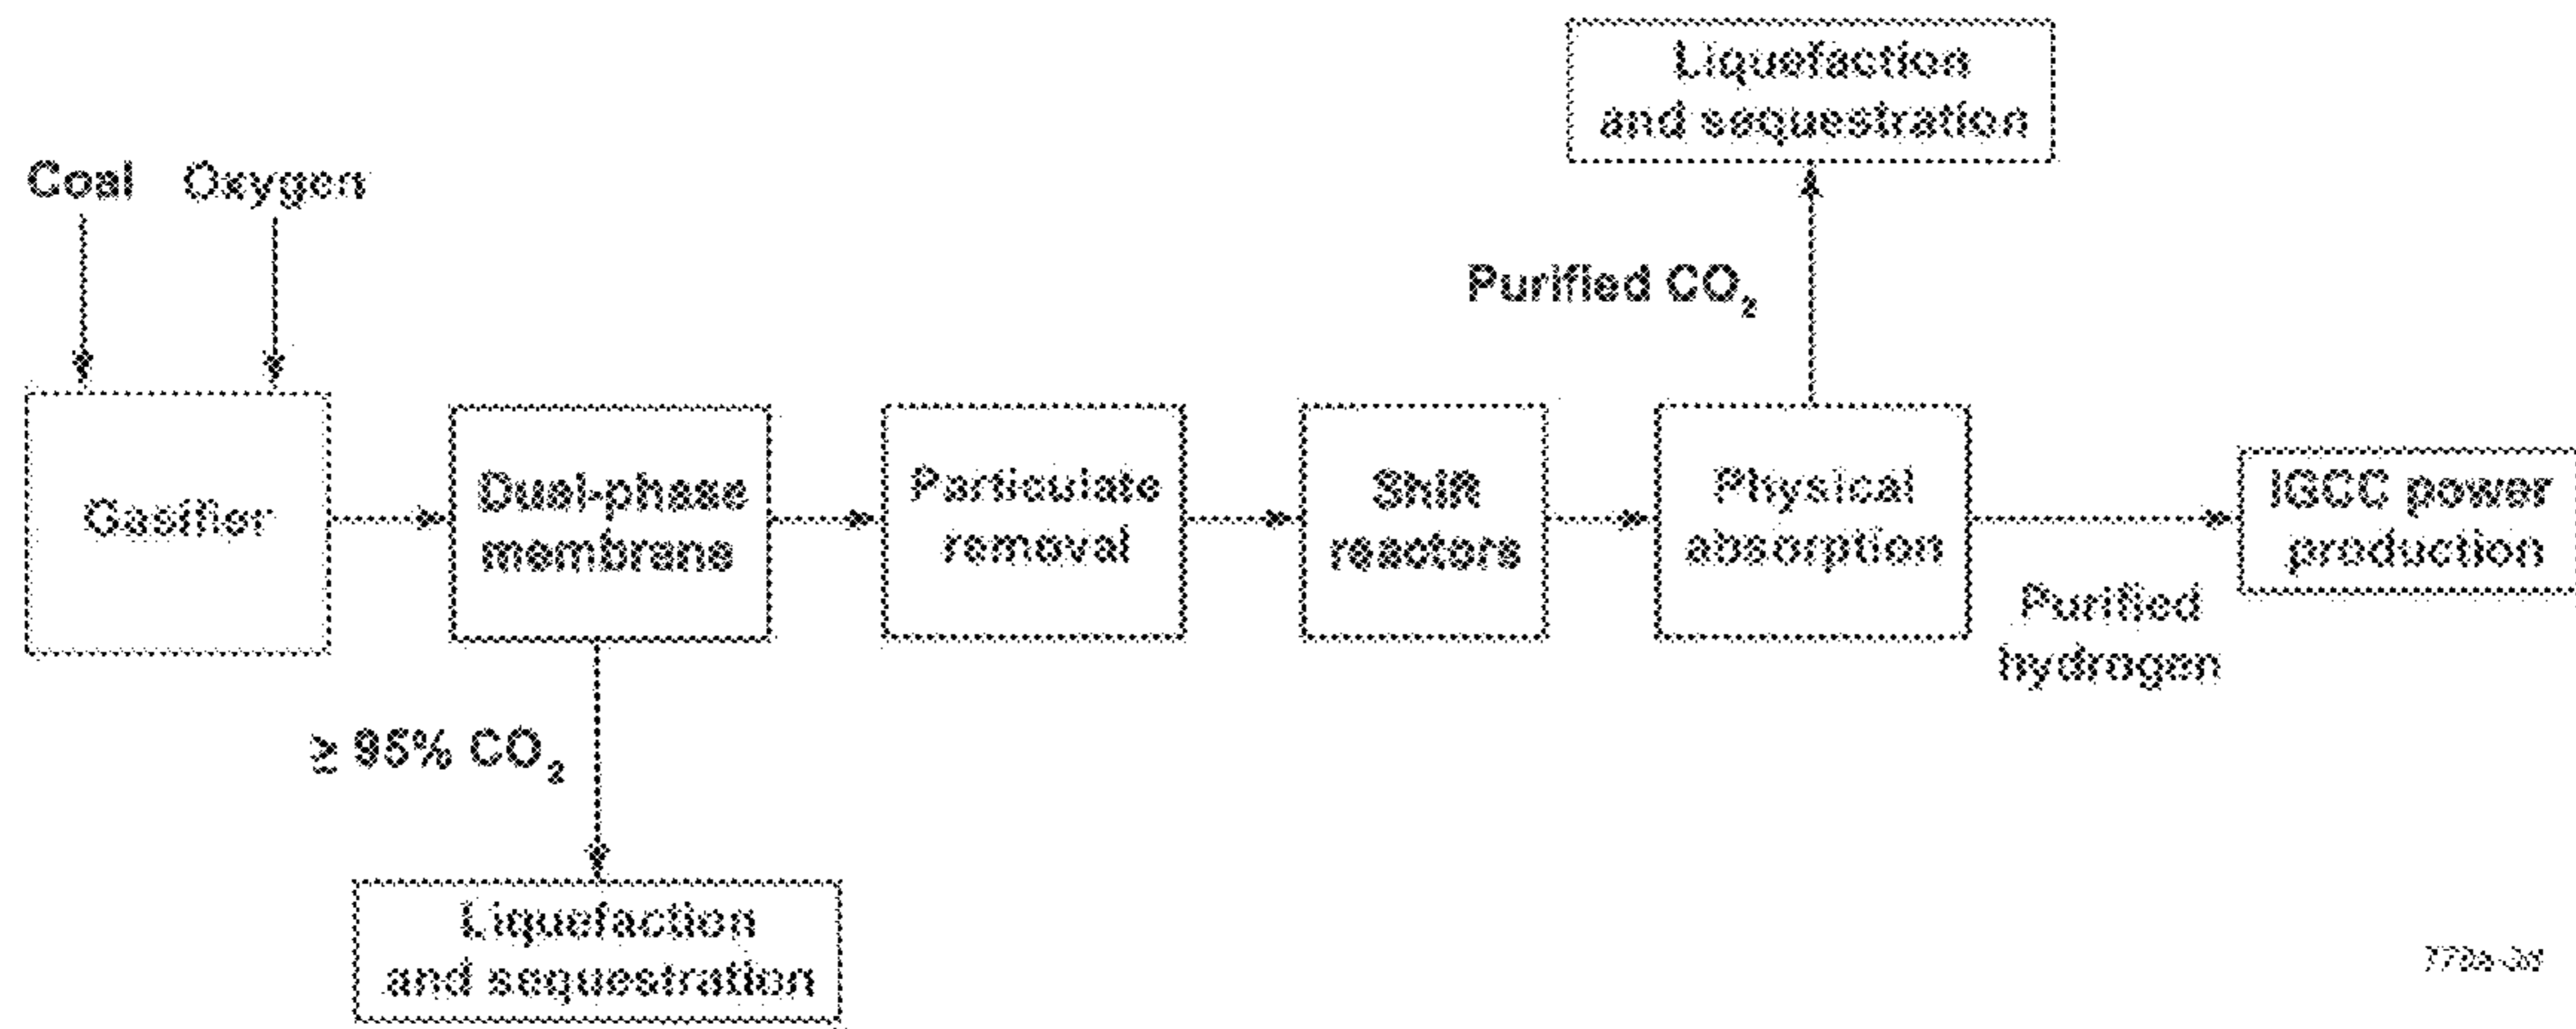 Liquefaction
and sequestration
Coal
Oxygen
Purified CO₂
Gasifier
Dual-phase
membrane
Particulate
removal
Shift
reactors
Physical
absorption
IGCC power
production
Purified
hydrogen
≥ 95% CO₂
Liquefaction
and sequestration